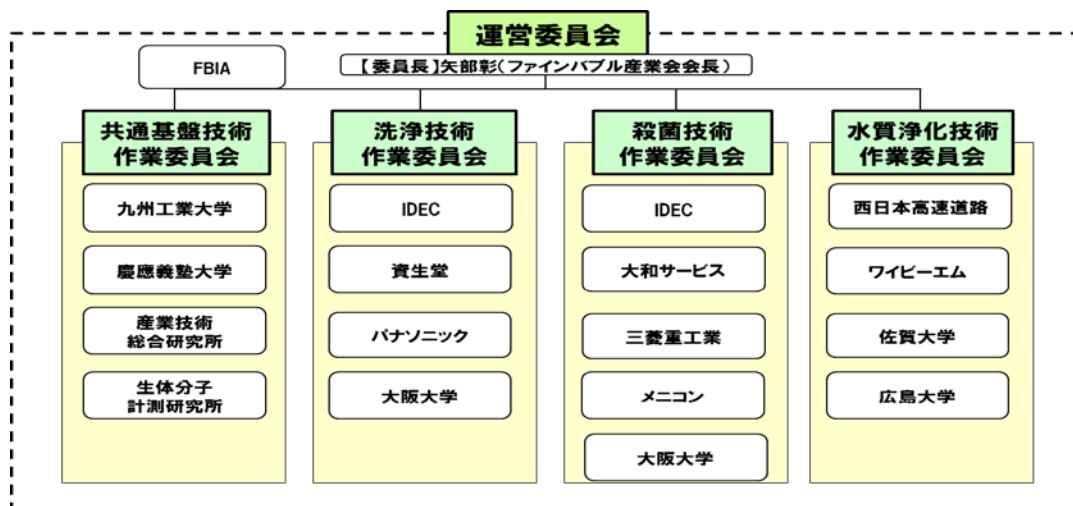 運営委員会
FBIA
【委員長】矢部彰(ファインバブル産業会会長)
共通基盤技術
作業委員会
九州工業大学
慶應義塾大学
産業技術
総合研究所
生体分子
計測研究所
洗浄技術
作業委員会
IDEC
資生堂
パナソニック
大阪大学
殺菌技術
作業委員会
IDEC
大和サービス
三菱重工業
メニコン
大阪大学
水質浄化技術
作業委員会
西日本高速道路
ワイビーエム
佐賀大学
広島大学